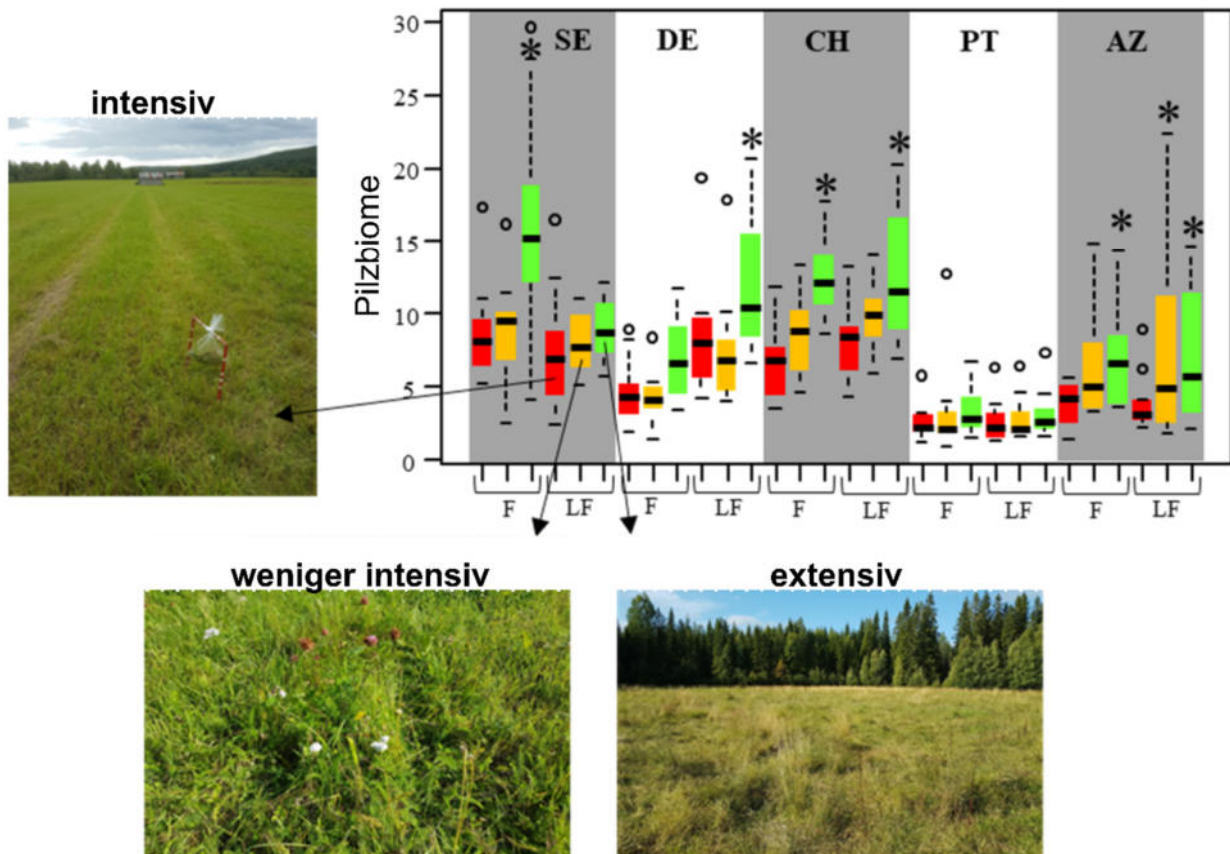 SE DE CH PT AZ
30
25
20
15
10
5
0
Pilzbiome
F LF F LF F LF F LF F LF
intensiv
weniger intensiv
extensiv